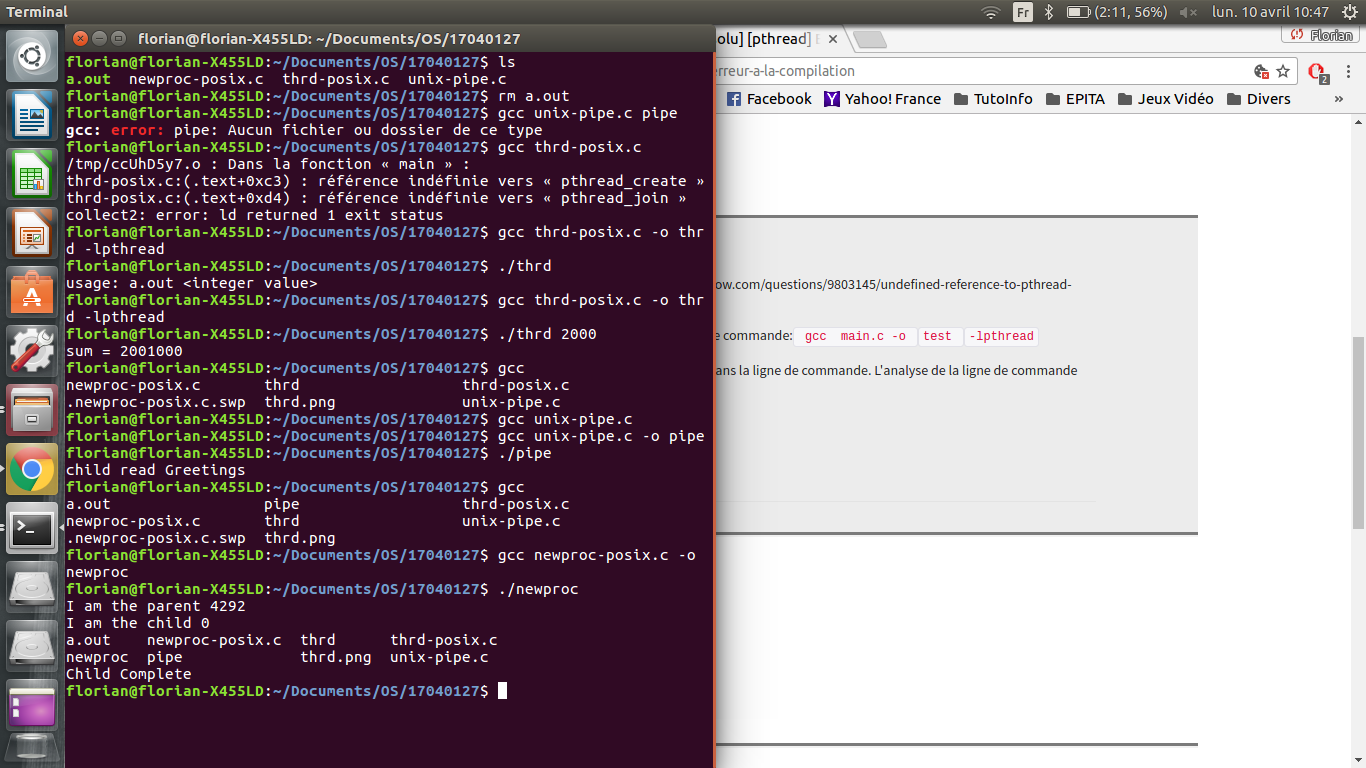 Terminal
Fr
(2:11, 56%)
lun. 10 avril 10:47
florian@florian-X455LD: ~/Documents/OS/17040127
florian@florian-X455LD:~/Documents/OS/17040127$ ls
a.out  newproc-posix.c  thrd-posix.c  unix-pipe.c
florian@florian-X455LD:~/Documents/OS/17040127$ rm a.out
florian@florian-X455LD:~/Documents/OS/17040127$ gcc unix-pipe.c pipe
gcc: error: pipe: Aucun fichier ou dossier de ce type
florian@florian-X455LD:~/Documents/OS/17040127$ gcc thrd-posix.c
/tmp/ccUhD5y7.o : Dans la fonction « main » :
thrd-posix.c:(.text+0xc3) : référence indéfinie vers « pthread_create »
thrd-posix.c:(.text+0xd4) : référence indéfinie vers « pthread_join »
collect2: error: ld returned 1 exit status
florian@florian-X455LD:~/Documents/OS/17040127$ gcc thrd-posix.c -o thr
d -lpthread
florian@florian-X455LD:~/Documents/OS/17040127$ ./thrd
usage: a.out <integer value>
florian@florian-X455LD:~/Documents/OS/17040127$ gcc thrd-posix.c -o thr
d -lpthread
florian@florian-X455LD:~/Documents/OS/17040127$ ./thrd 2000
sum = 2001000
florian@florian-X455LD:~/Documents/OS/17040127$ gcc
newproc-posix.c       thrd                  thrd-posix.c
.newproc-posix.c.swp  thrd.png              unix-pipe.c
florian@florian-X455LD:~/Documents/OS/17040127$ gcc unix-pipe.c
florian@florian-X455LD:~/Documents/OS/17040127$ gcc unix-pipe.c -o pipe
florian@florian-X455LD:~/Documents/OS/17040127$ ./pipe
child read Greetings
florian@florian-X455LD:~/Documents/OS/17040127$ gcc
a.out                 pipe                  thrd-posix.c
newproc-posix.c       thrd                  unix-pipe.c
.newproc-posix.c.swp  thrd.png
florian@florian-X455LD:~/Documents/OS/17040127$ gcc newproc-posix.c -o
newproc
florian@florian-X455LD:~/Documents/OS/17040127$ ./newproc
I am the parent 4292
I am the child 0
a.out    newproc-posix.c  thrd      thrd-posix.c
newproc  pipe             thrd.png  unix-pipe.c
Child Complete
florian@florian-X455LD:~/Documents/OS/17040127$
olu] [pthread]
Florian
erreur-a-la-compilation
2
Facebook  Yahoo! France  TutoInfo  EPITA  Jeux Vidéo  Divers  »
ow.com/questions/9803145/undefined-reference-to-pthread-
e commande: gcc  main.c -o test -lpthread
ans la ligne de commande. L'analyse de la ligne de commande